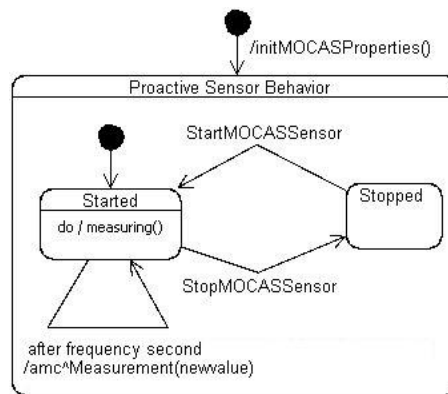 /initMOCASProperties()
Proactive Sensor Behavior
StartMOCASSensor
Started
do / measuring()
Stopped
StopMOCASSensor
after frequency second
/amc^Measurement(newvalue)